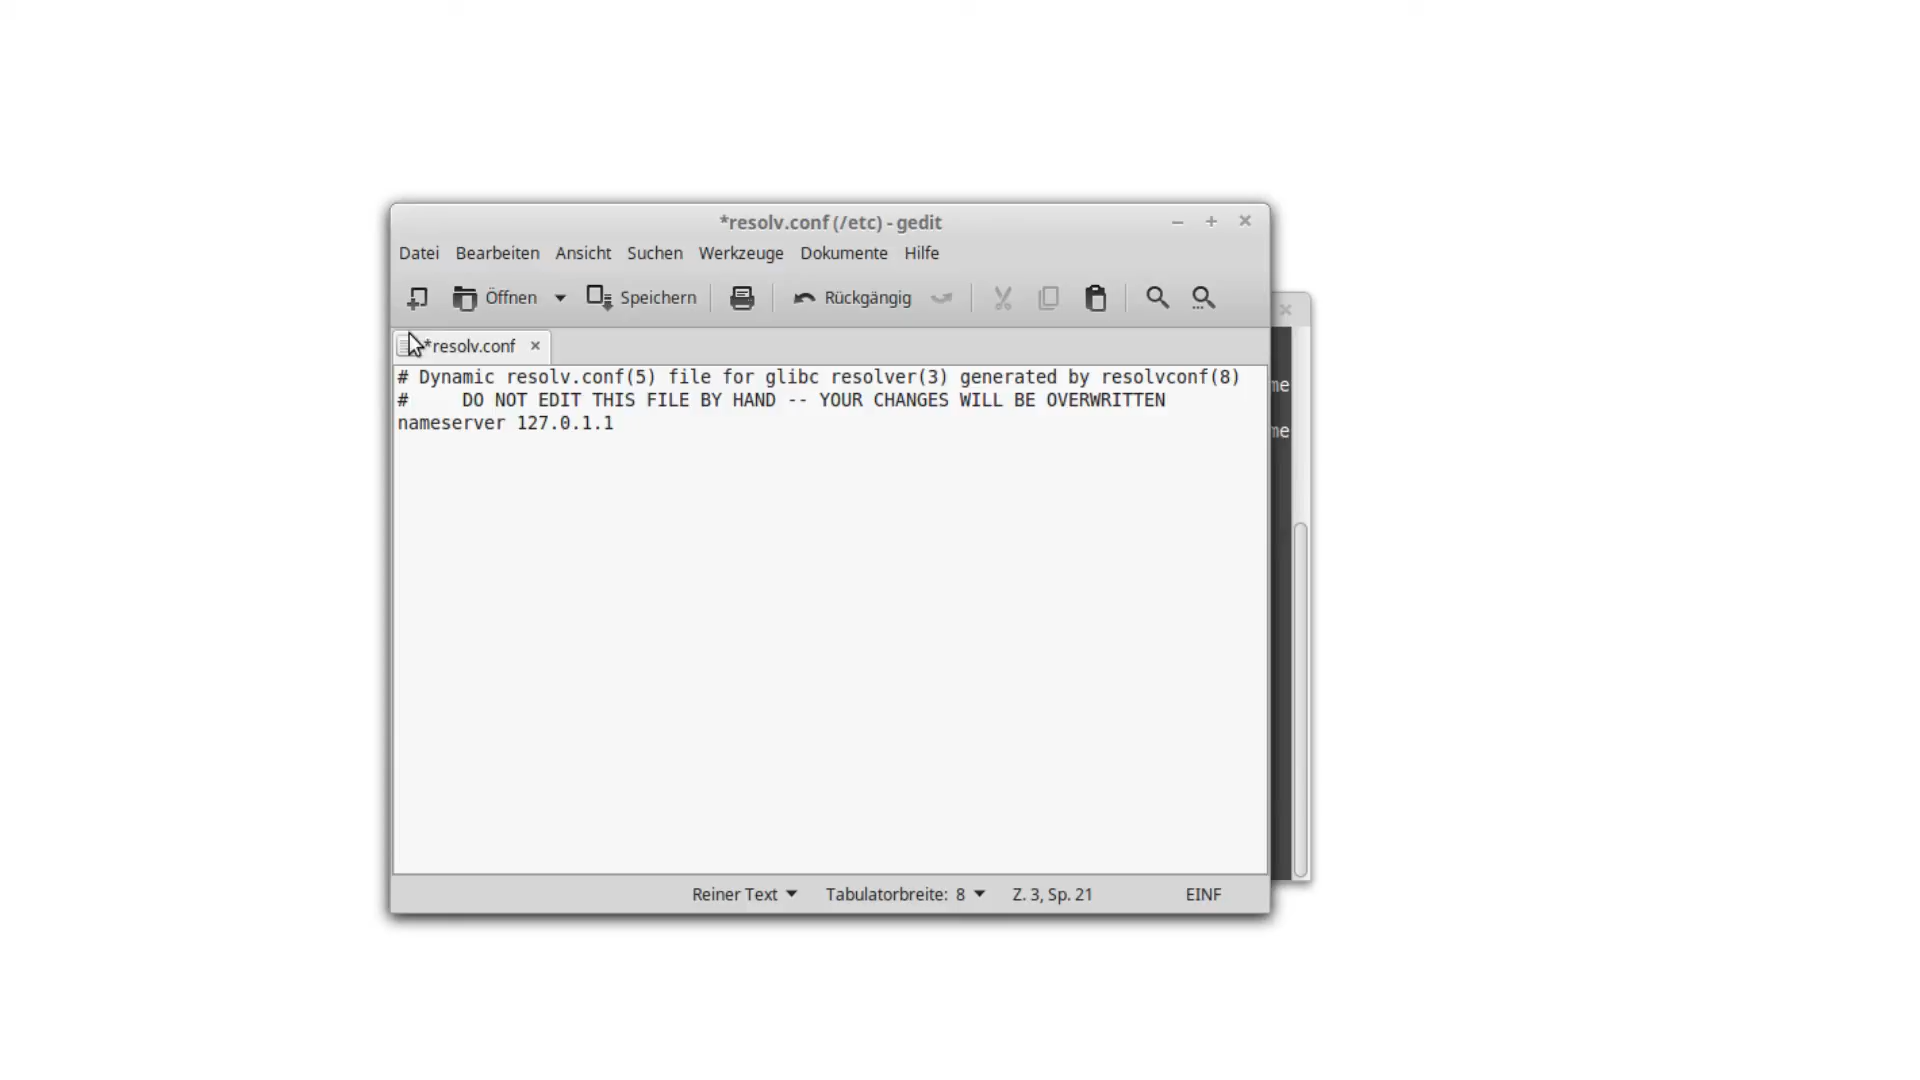 *resolv.conf (/etc) - gedit
Datei Bearbeiten Ansicht Suchen Werkzeuge Dokumente Hilfe
Öffnen Speichern Rückgängig
*resolv.conf
# Dynamic resolv.conf(5) file for glibc resolver(3) generated by resolvconf(8)
#     DO NOT EDIT THIS FILE BY HAND -- YOUR CHANGES WILL BE OVERWRITTEN
nameserver 127.0.1.1
me
me
Reiner Text Tabulatorbreite: 8 Z. 3, Sp. 21 EINF